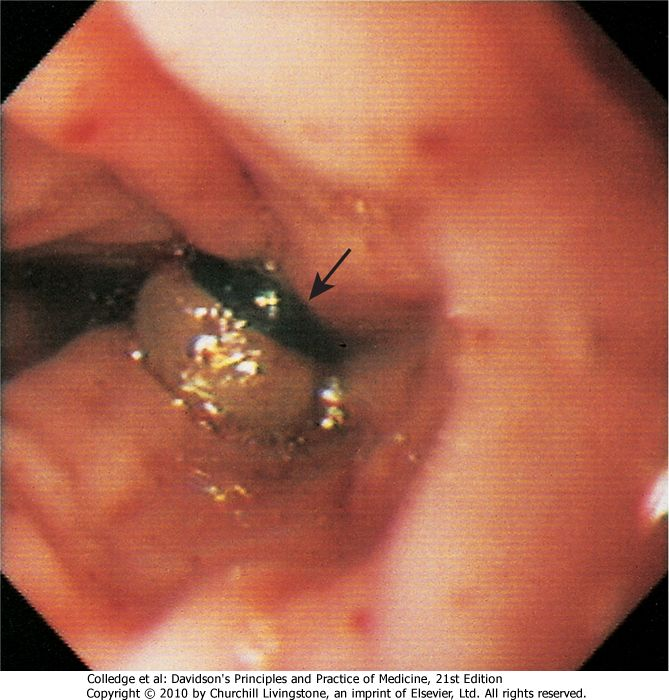 Colledge et al: Davidson's Principles and Practice of Medicine, 21st Edition
Copyright © 2010 by Churchill Livingstone, an imprint of Elsevier, Ltd. All rights reserved.